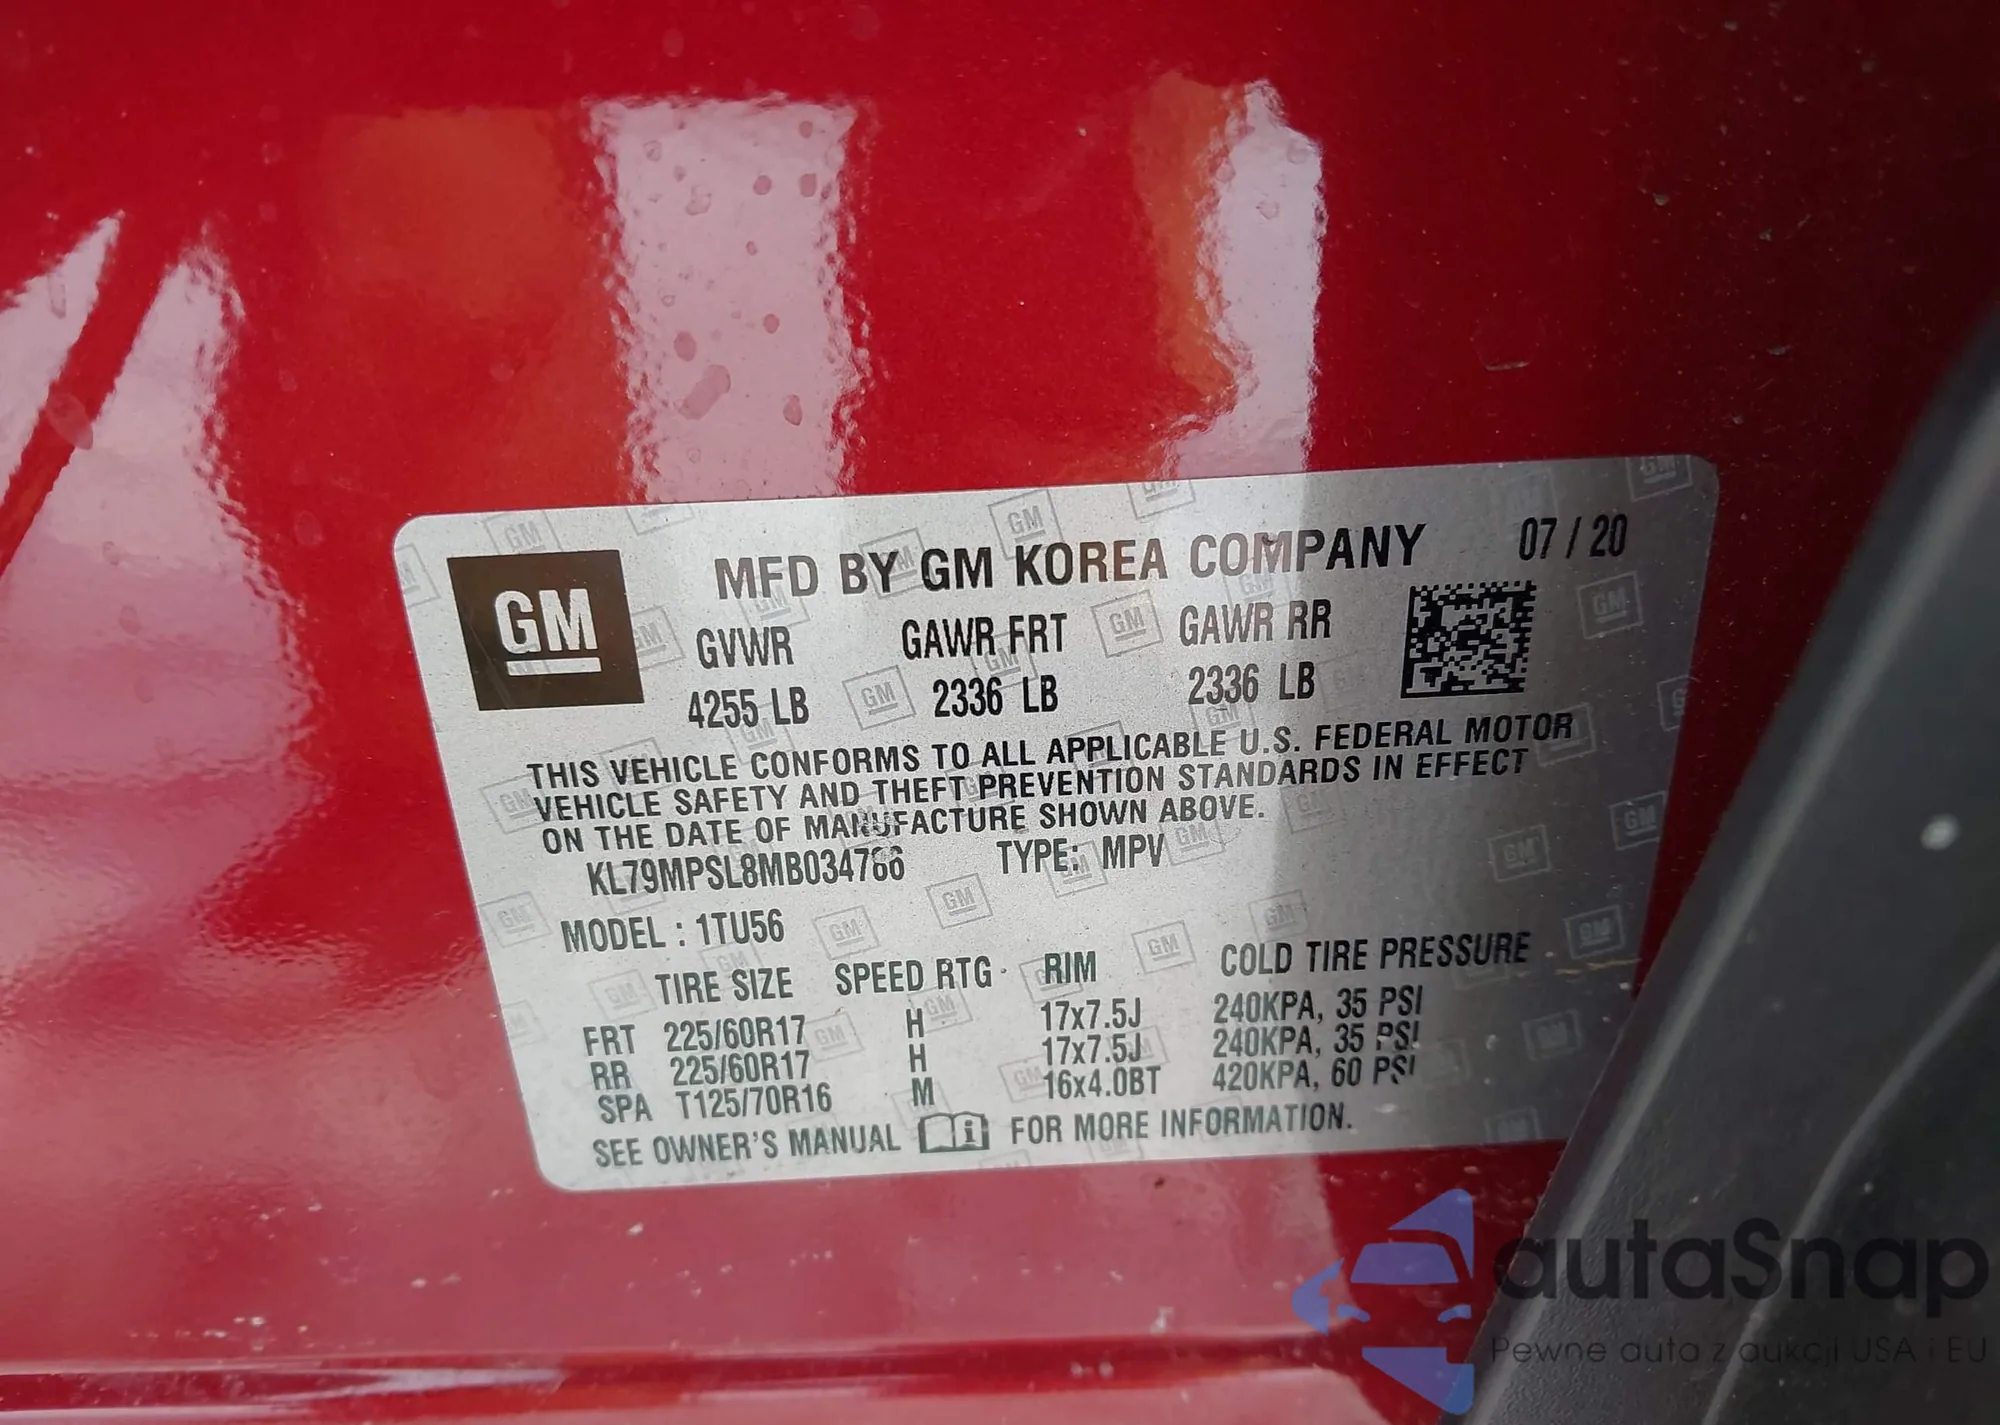 GM
MFD BY GM KOREA COMPANY 07 / 20
GVWR GAWR FRT GAWR RR
4255 LB 2336 LB 2336 LB
THIS VEHICLE CONFORMS TO ALL APPLICABLE U.S. FEDERAL MOTOR
VEHICLE SAFETY AND THEFT PREVENTION STANDARDS IN EFFECT
ON THE DATE OF MANUFACTURE SHOWN ABOVE.
KL79MPSL8MB034766 TYPE: MPV
MODEL : 1TU56
TIRE SIZE SPEED RTG RIM COLD TIRE PRESSURE
FRT 225/60R17 H 17x7.5J 240KPA, 35 PSI
RR 225/60R17 H 17x7.5J 240KPA, 35 PSI
SPA T125/70R16 M 16x4.0BT 420KPA, 60 PSI
SEE OWNER'S MANUAL FOR MORE INFORMATION.
autaSnap
Pewne auta z aukcji USA i EU